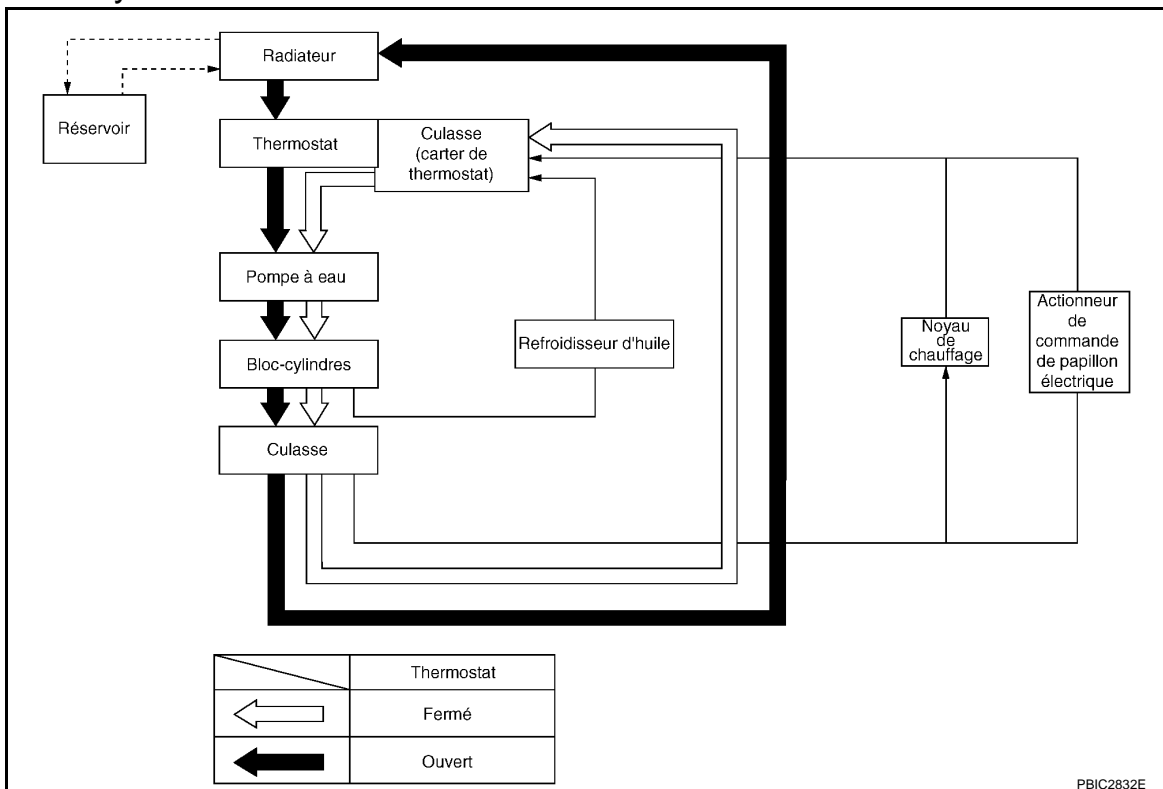 Radiateur
Réservoir
Thermostat
Culasse
(carter de
thermostat)
Pompe à eau
Bloc-cylindres
Refroidisseur d'huile
Noyau
de
chauffage
Actionneur
de
commande
de papillon
électrique
Culasse
Thermostat
Fermé
Ouvert
PBIC2832E